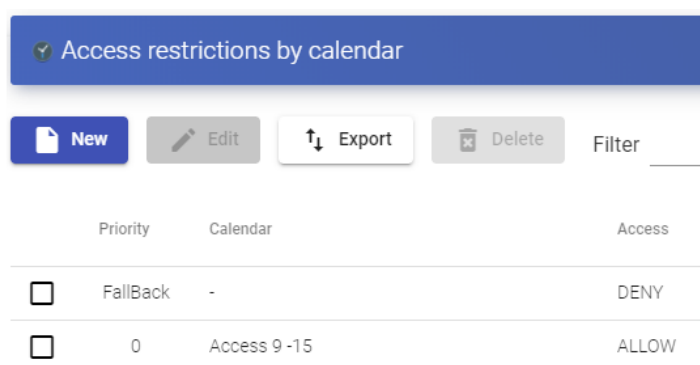 Access restrictions by calendar
New Edit Export Delete Filter
Priority Calendar Access
FallBack - DENY
0 Access 9 -15 ALLOW